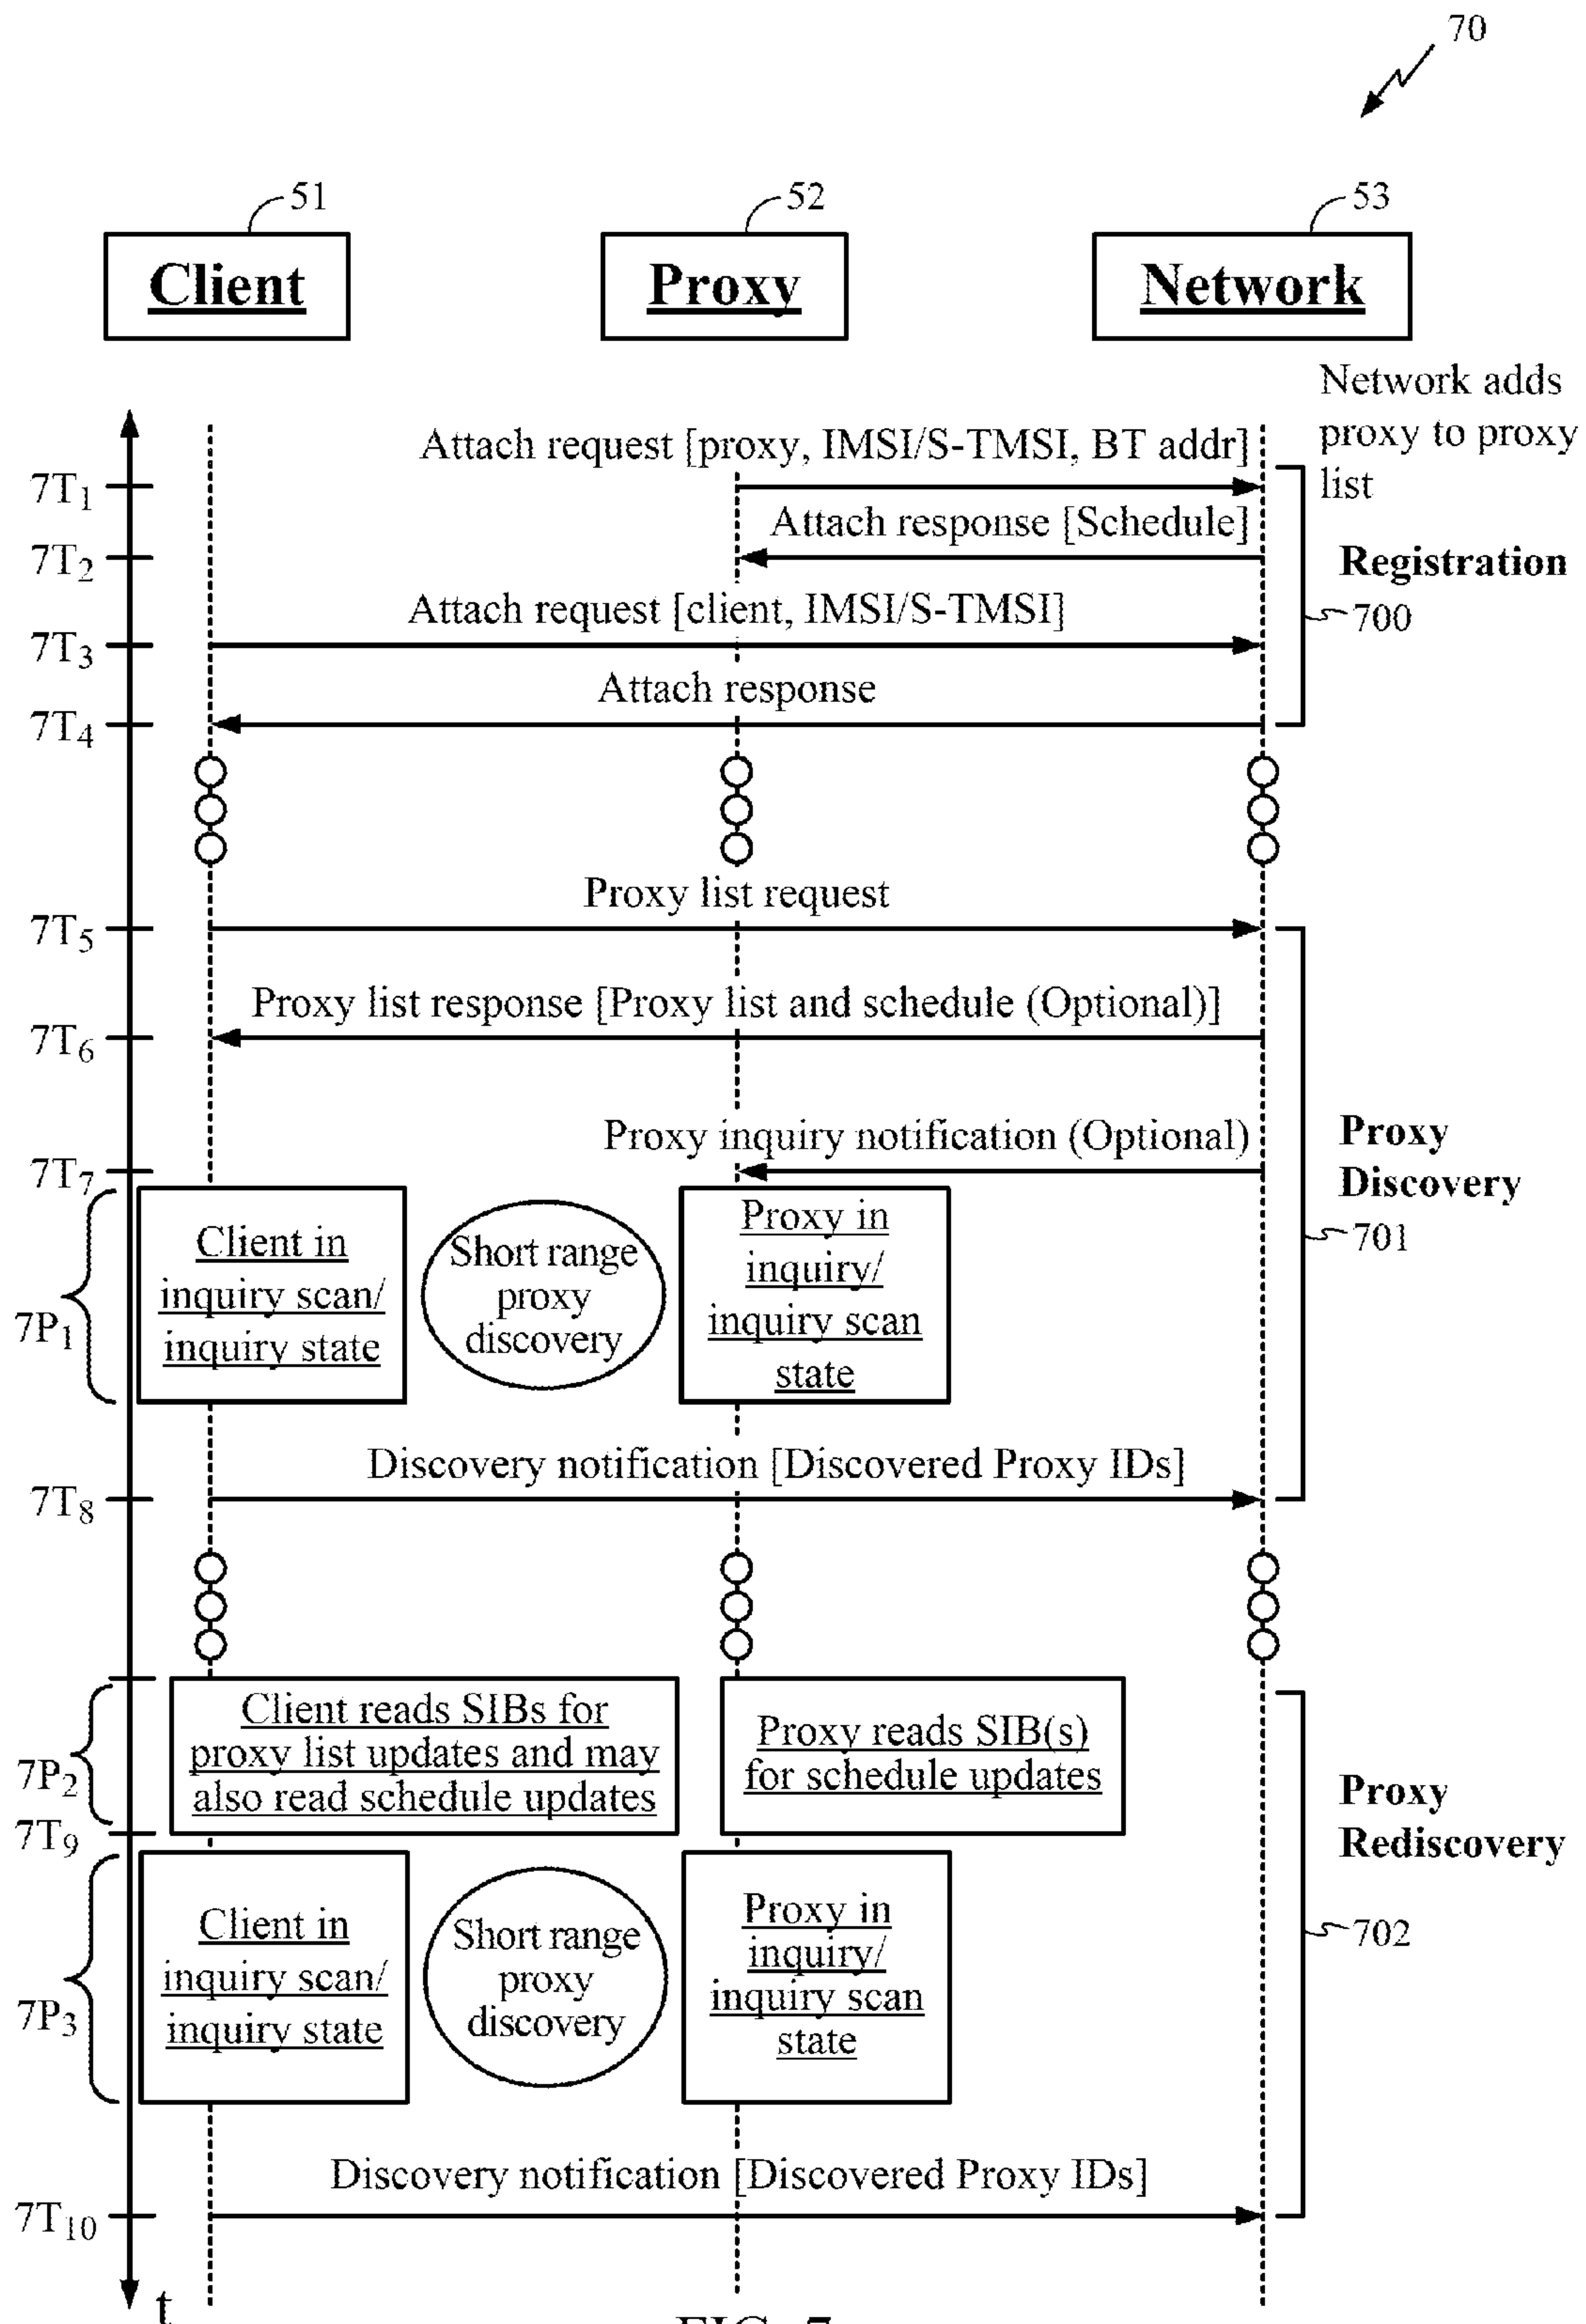 70
51
52
53
Client
Proxy
Network
Network adds
proxy to proxy
list
Attach request [proxy, IMSI/S-TMSI, BT addr]
7T1
Attach response [Schedule]
7T2
Registration
700
Attach request [client, IMSI/S-TMSI]
7T3
Attach response
7T4
Proxy list request
7T5
Proxy list response [Proxy list and schedule (Optional)]
7T6
Proxy inquiry notification (Optional)
7T7
Proxy
Discovery
701
7P1
Client in
inquiry scan/
inquiry state
Short range
proxy
discovery
Proxy in
inquiry/
inquiry scan
state
Discovery notification [Discovered Proxy IDs]
7T8
7P2
Client reads SIBs for
proxy list updates and may
also read schedule updates
Proxy reads SIB(s)
for schedule updates
7T9
Proxy
Rediscovery
702
7P3
Client in
inquiry scan/
inquiry state
Short range
proxy
discovery
Proxy in
inquiry/
inquiry scan
state
Discovery notification [Discovered Proxy IDs]
7T10
t
FIG. 7